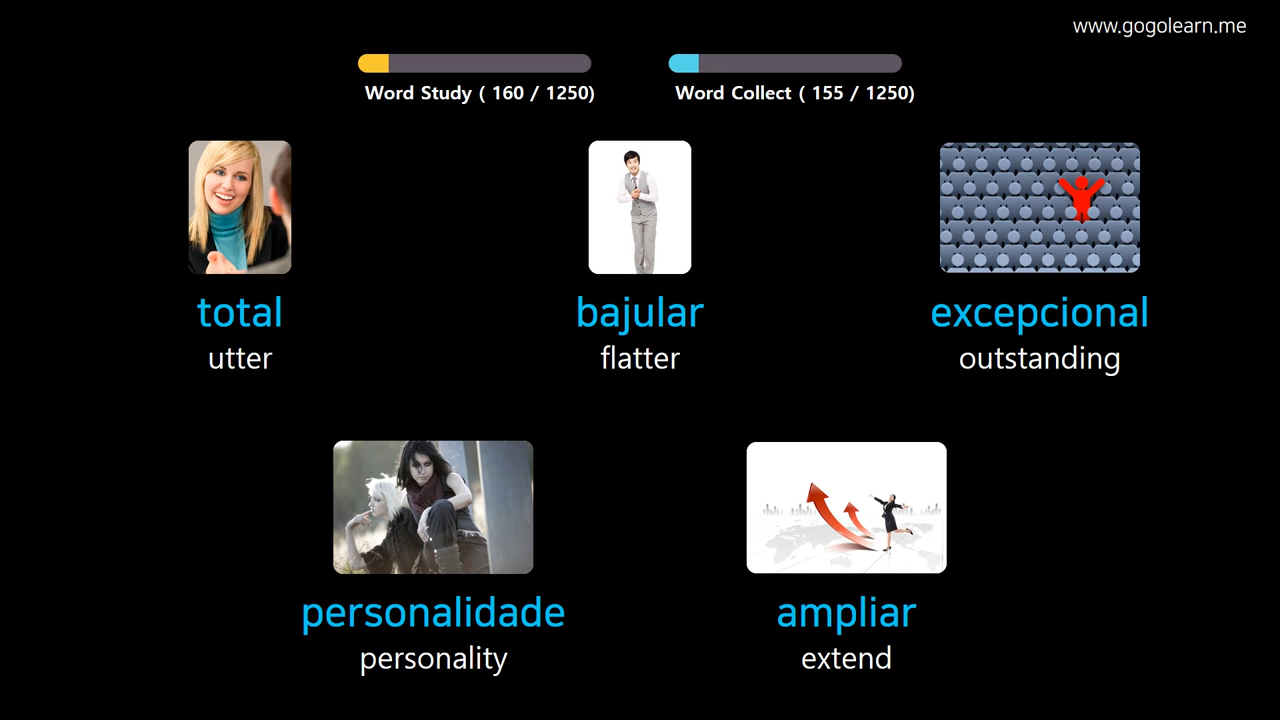 www.gogolearn.me
Word Study ( 160 / 1250)
Word Collect ( 155 / 1250)
total
utter
bajular
flatter
excepcional
outstanding
personalidade
personality
ampliar
extend